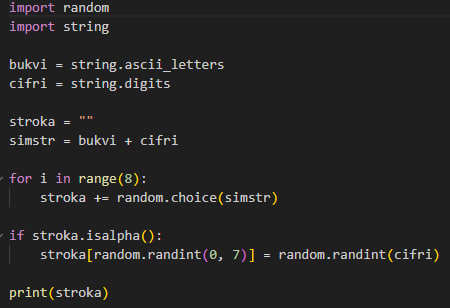 import random
import string
bukvi = string.ascii_letters
cifri = string.digits
stroka = ""
simstr = bukvi + cifri
for i in range(8):
    stroka += random.choice(simstr)
if stroka.isalpha():
    stroka[random.randint(0, 7)] = random.randint(cifri)
print(stroka)